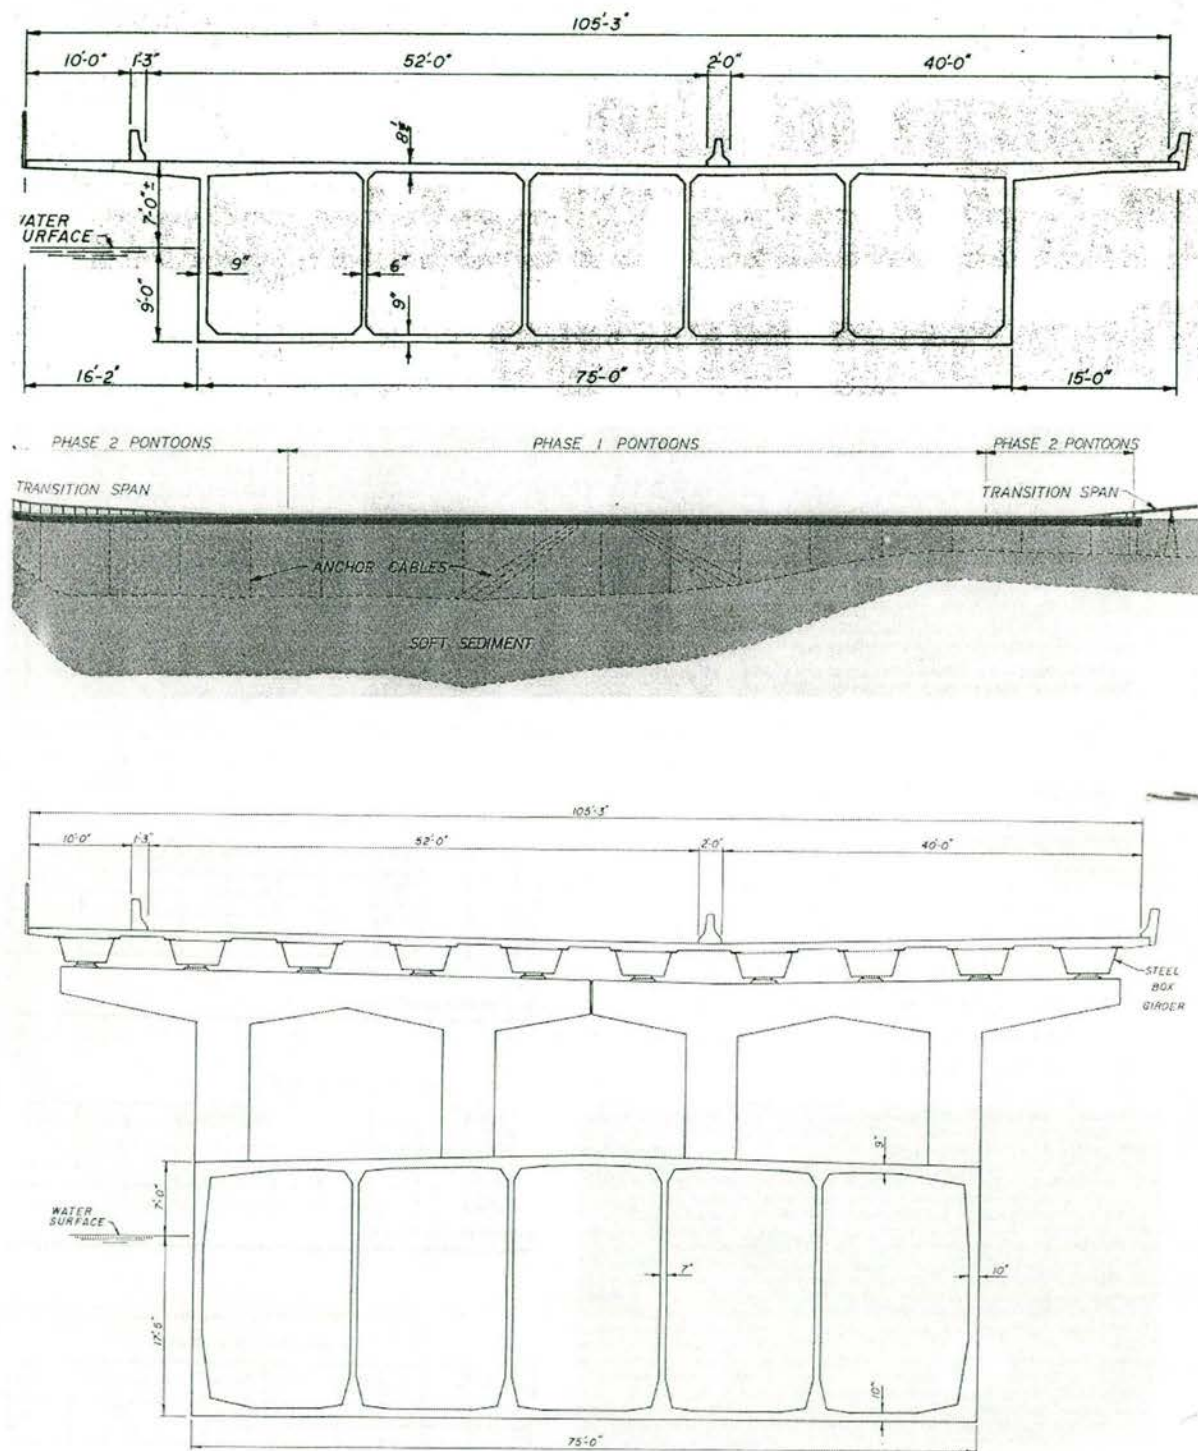 105'-3"
10'-0" 1'-3" 52'-0" 2'-0" 40'-0"
7'-0"±
WATER
SURFACE
9'-0"
9" 6" 9"
16'-2" 75'-0" 15'-0"
PHASE 2 PONTOONS PHASE 1 PONTOONS PHASE 2 PONTOONS
TRANSITION SPAN TRANSITION SPAN
ANCHOR CABLES
SOFT SEDIMENT
105'-3"
10'-0" 1'-3" 52'-0" 2'-0" 40'-0"
STEEL
BOX
GIRDER
9"
7'-0"
WATER
SURFACE
7" 10"
10"
75'-0"